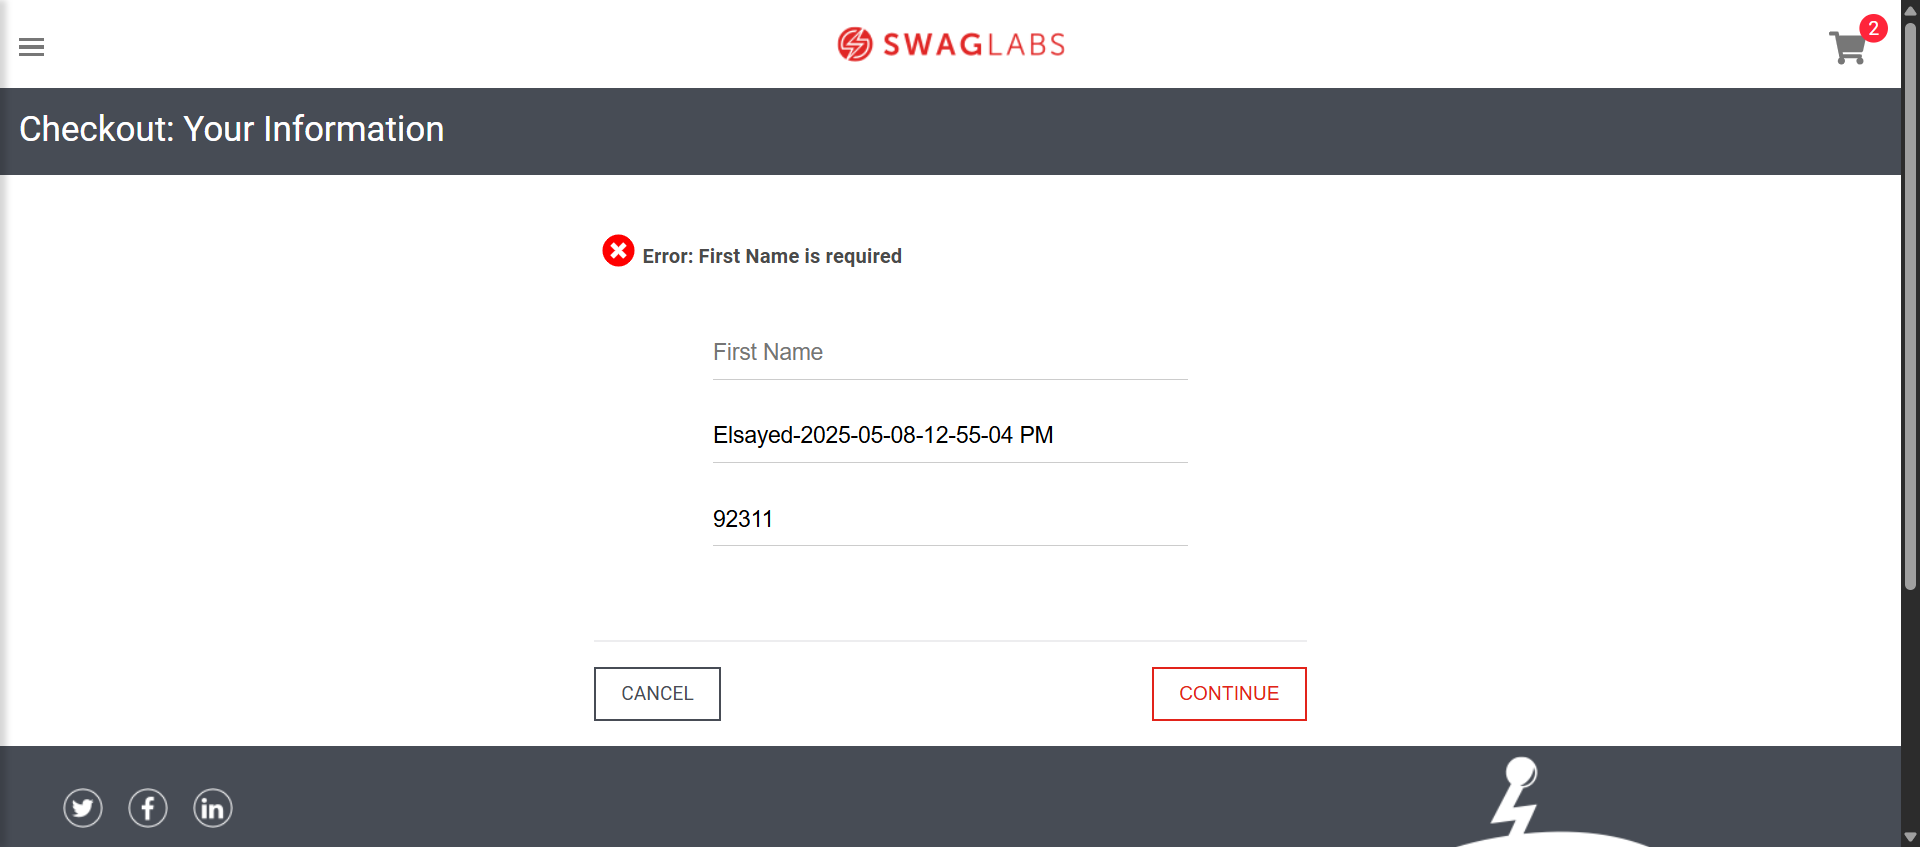 SWAGLABS
2
Checkout: Your Information
Error: First Name is required
First Name
Elsayed-2025-05-08-12-55-04 PM
92311
CANCEL
CONTINUE